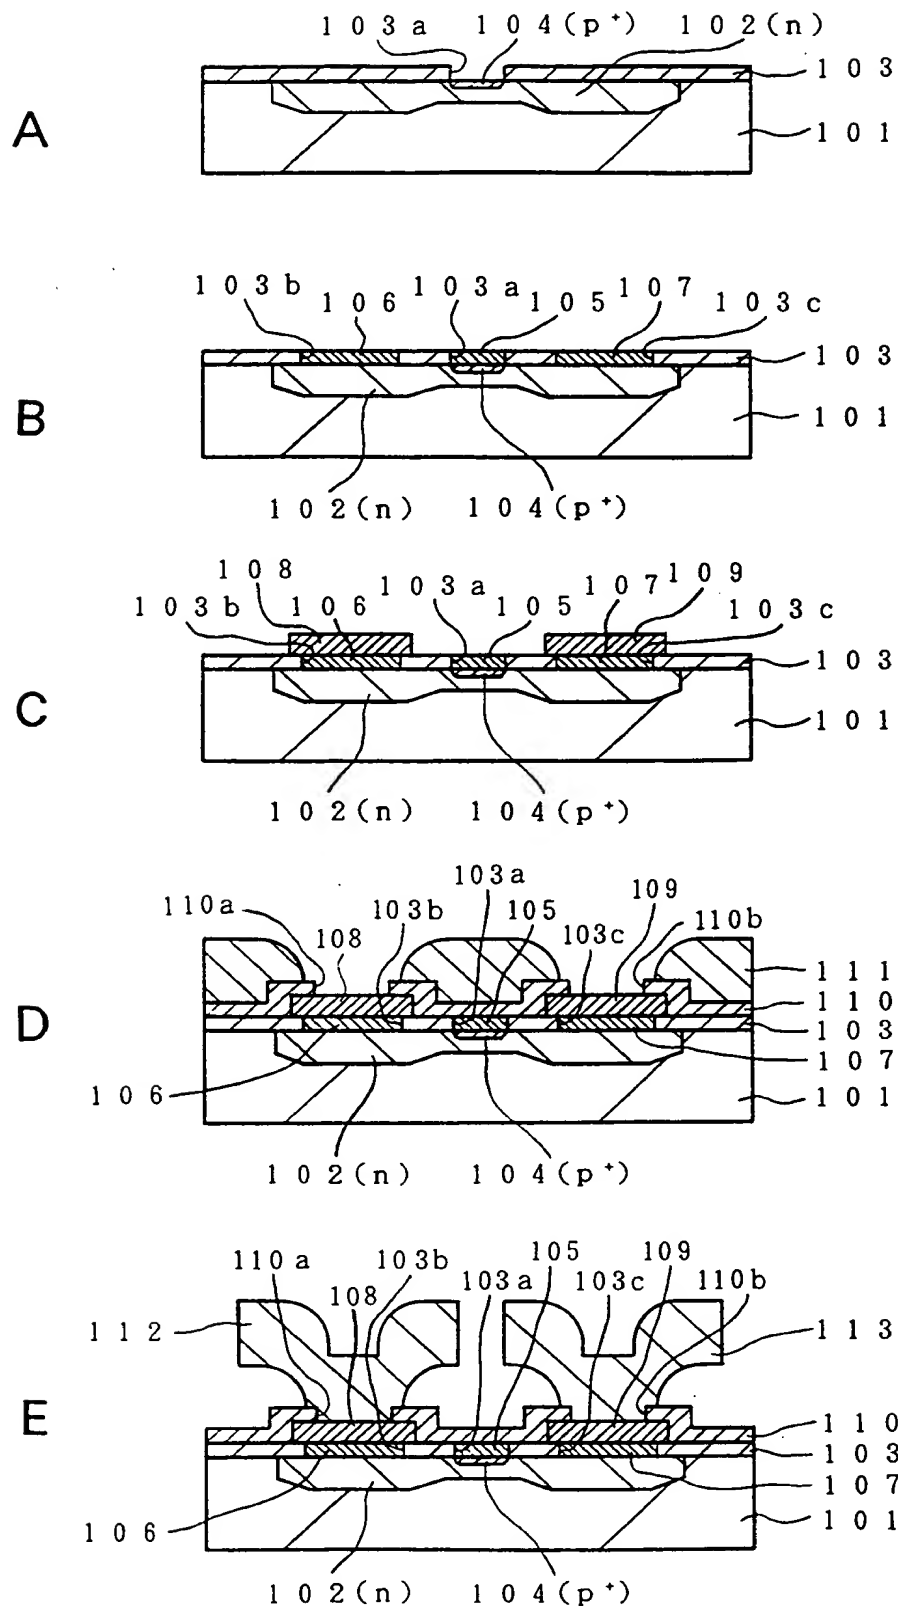 103a 104(p⁺) 102(n)
103
A
101
103b 106 103a 105 107 103c
103
B
101
102(n) 104(p⁺)
108 103a 107 109
103b 106 105 103c
103
C
101
102(n) 104(p⁺)
103a
110a 103b 105 109 110b
108 103c
111
110
D
103
107
106
101
102(n) 104(p⁺)
105 109
110a 103b 103a 103c 110b
108
112 113
E
110
103
107
106
101
102(n) 104(p⁺)